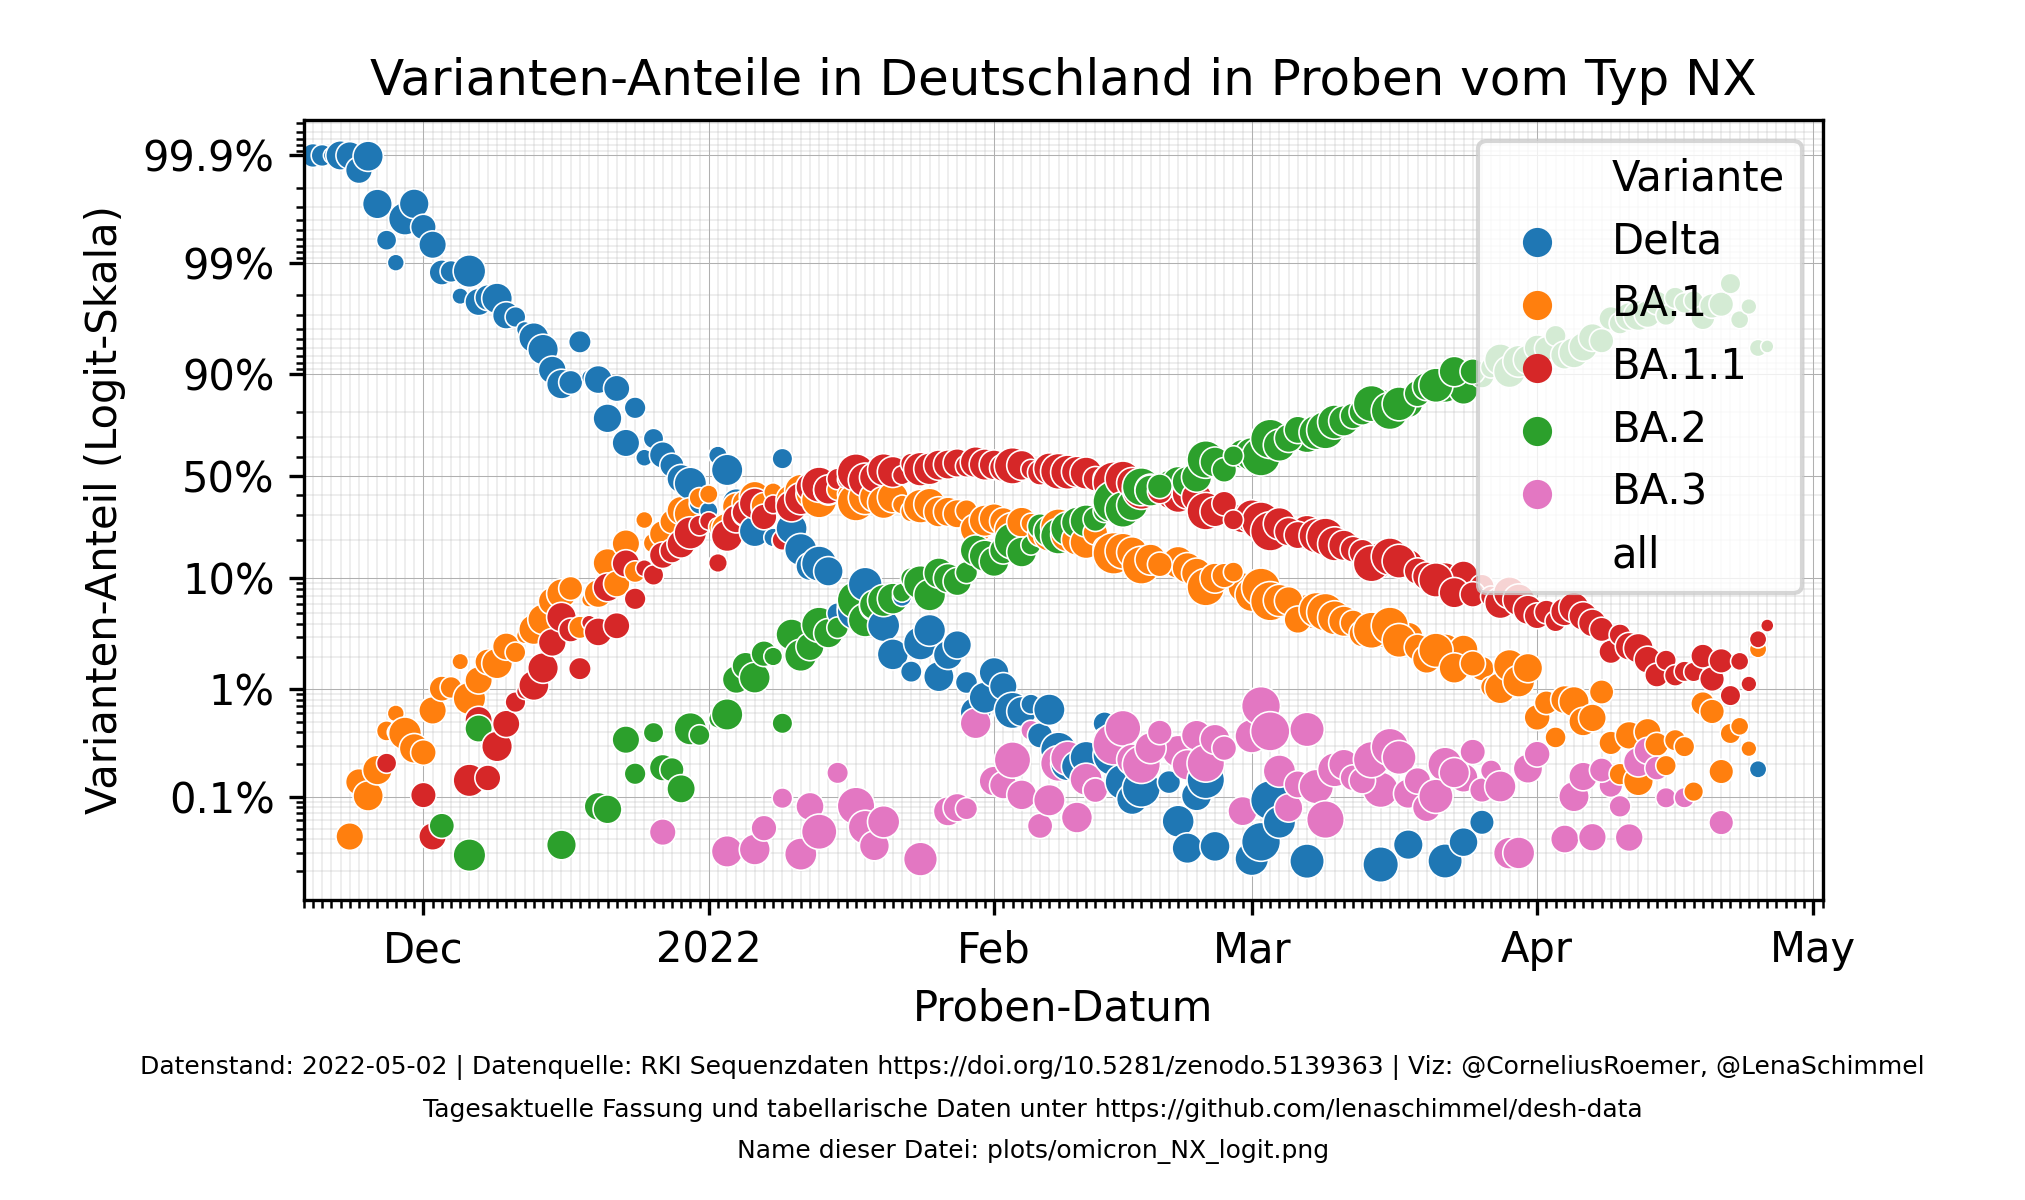 Varianten-Anteile in Deutschland in Proben vom Typ NX
Varianten-Anteil (Logit-Skala)
99.9%
99%
90%
50%
10%
1%
0.1%
Variante
Delta
BA.1
BA.1.1
BA.2
BA.3
all
Dec
2022
Feb
Mar
Apr
May
Proben-Datum
Datenstand: 2022-05-02 | Datenquelle: RKI Sequenzdaten https://doi.org/10.5281/zenodo.5139363 | Viz: @CorneliusRoemer, @LenaSchimmel
Tagesaktuelle Fassung und tabellarische Daten unter https://github.com/lenaschimmel/desh-data
Name dieser Datei: plots/omicron_NX_logit.png